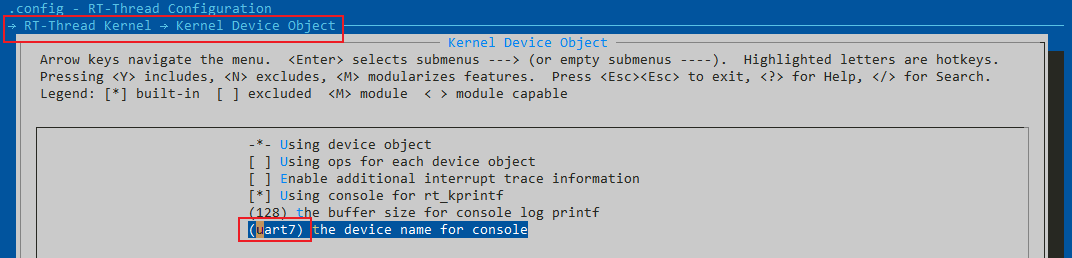 .config - RT-Thread Configuration
→ RT-Thread Kernel → Kernel Device Object
Kernel Device Object
Arrow keys navigate the menu.  <Enter> selects submenus ---> (or empty submenus ----).  Highlighted letters are hotkeys.
Pressing <Y> includes, <N> excludes, <M> modularizes features.  Press <Esc><Esc> to exit, <?> for Help, </> for Search.
Legend: [*] built-in  [ ] excluded  <M> module  < > module capable
-*- Using device object
[ ] Using ops for each device object
[ ] Enable additional interrupt trace information
[*] Using console for rt_kprintf
(128) the buffer size for console log printf
(uart7) the device name for console